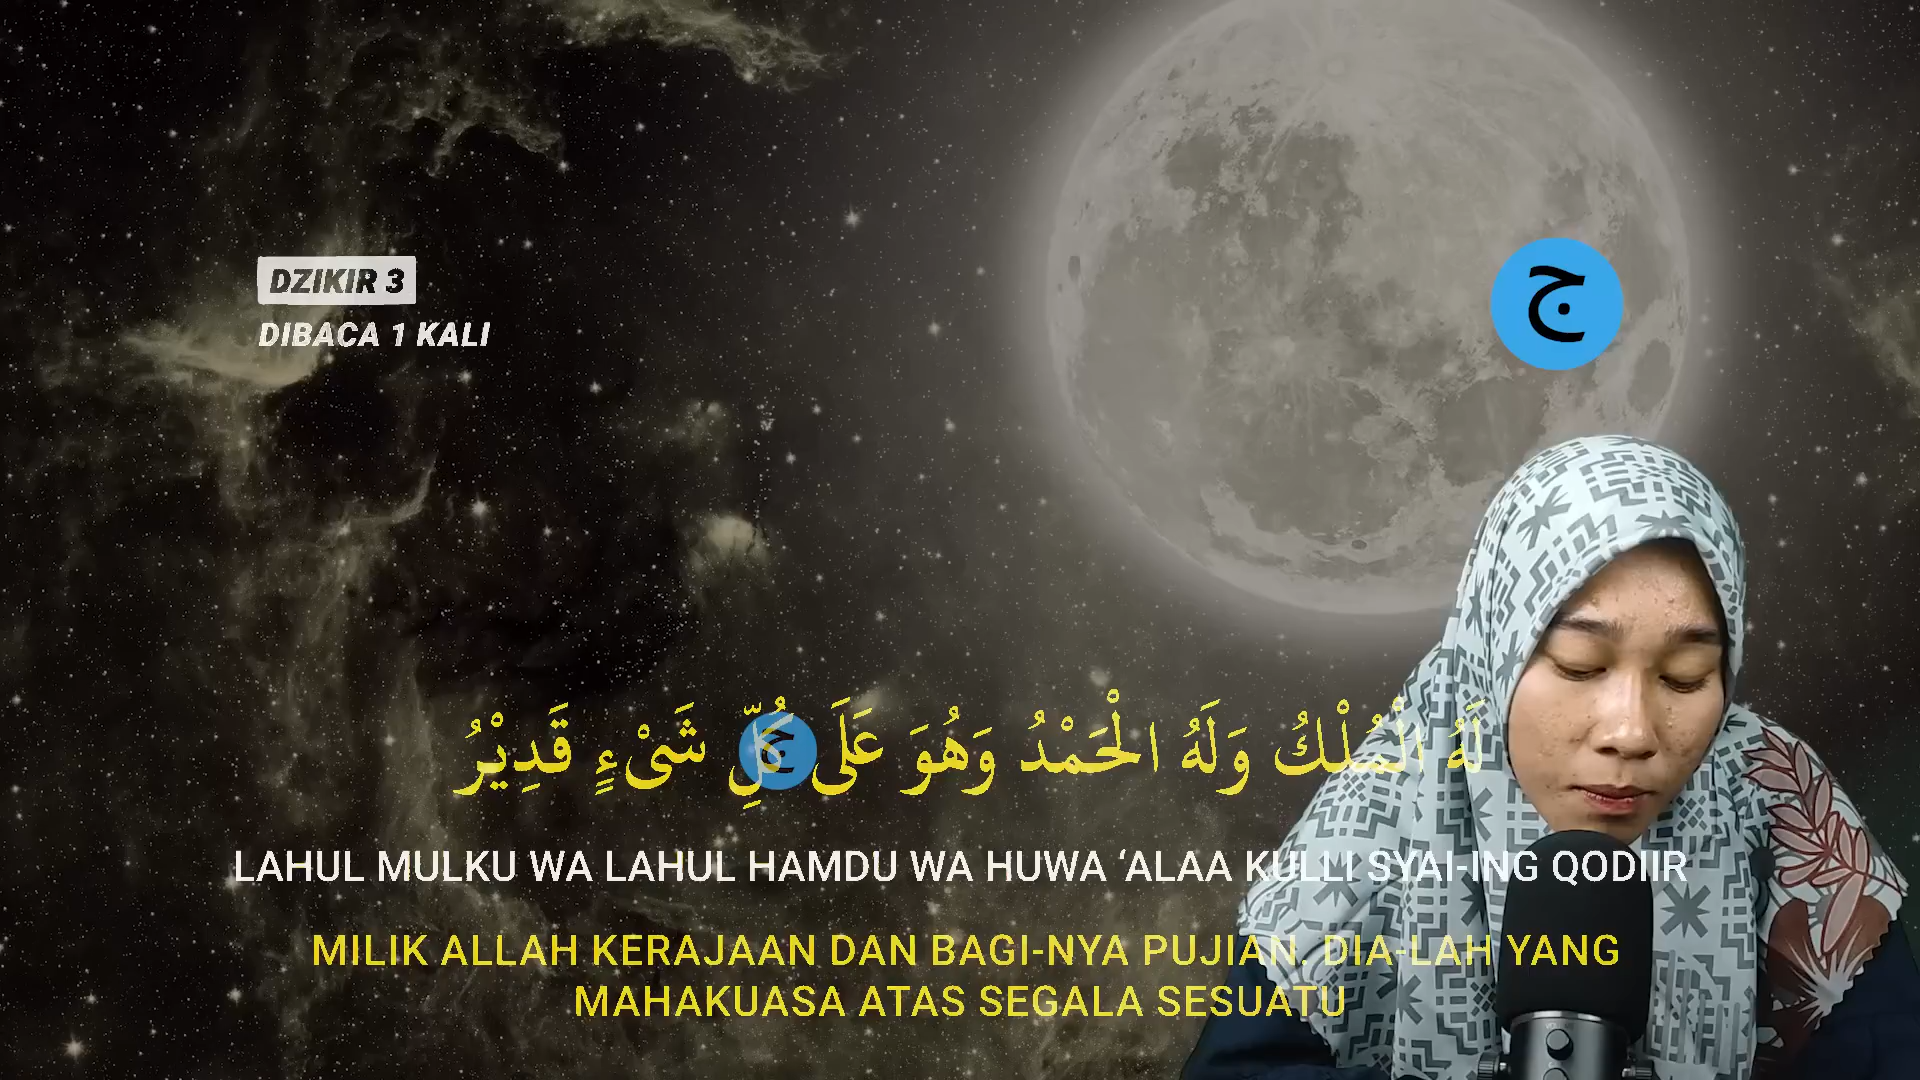 DZIKIR 3
DIBACA 1 KALI
ج
لَهُ الْمُلْكُ وَلَهُ الْحَمْدُ وَهُوَ عَلَى كُلِّ شَىْءٍ قَدِيْرُ
ج
LAHUL MULKU WA LAHUL HAMDU WA HUWA ‘ALAA KULLI SYAI-ING QODIIR
MILIK ALLAH KERAJAAN DAN BAGI-NYA PUJIAN. DIA-LAH YANG
MAHAKUASA ATAS SEGALA SESUATU